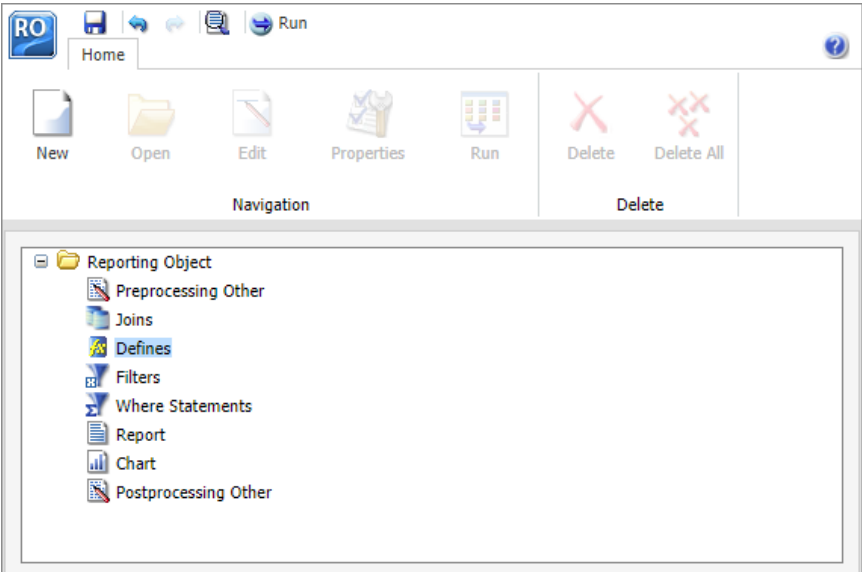 RO
Run
Home
New
Open
Edit
Properties
Run
Delete
Delete All
Navigation
Delete
Reporting Object
Preprocessing Other
Joins
Defines
Filters
Where Statements
Report
Chart
Postprocessing Other